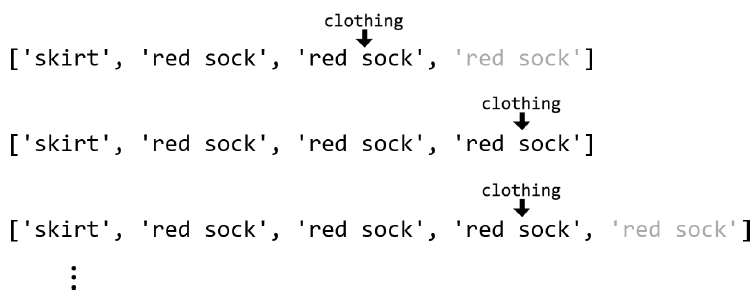 clothing
['skirt', 'red sock', 'red sock', 'red sock']
clothing
['skirt', 'red sock', 'red sock', 'red sock']
clothing
['skirt', 'red sock', 'red sock', 'red sock', 'red sock']